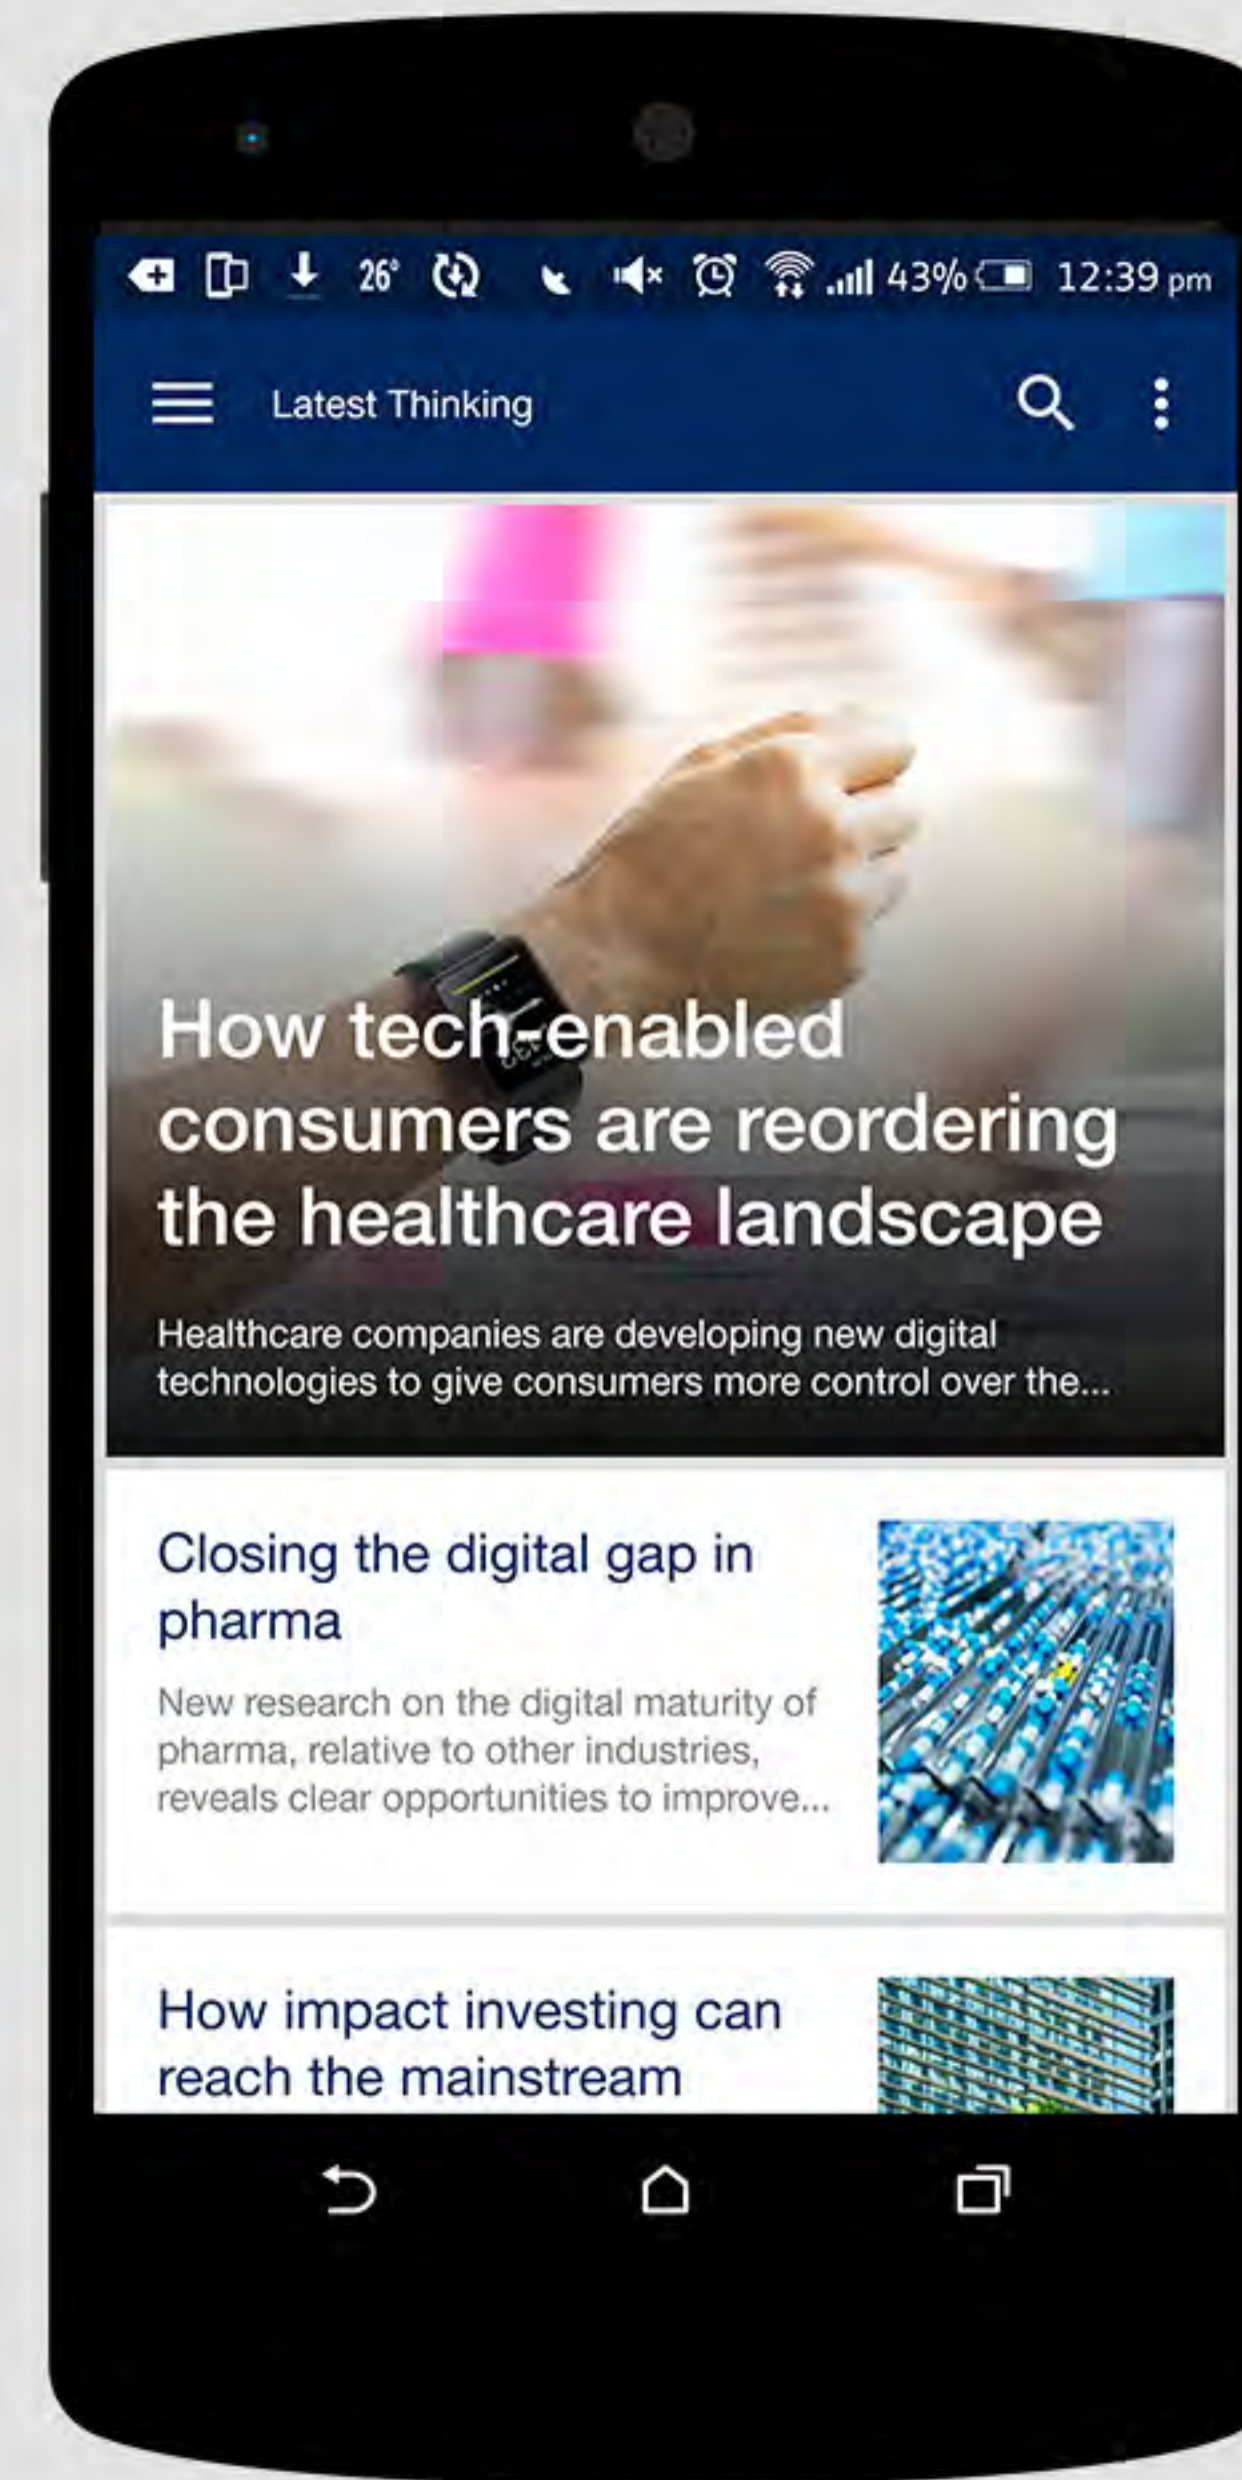 26° 43% 12:39 pm
Latest Thinking
How tech-enabled
consumers are reordering
the healthcare landscape
Healthcare companies are developing new digital
technologies to give consumers more control over the...
Closing the digital gap in
pharma
New research on the digital maturity of
pharma, relative to other industries,
reveals clear opportunities to improve...
How impact investing can
reach the mainstream